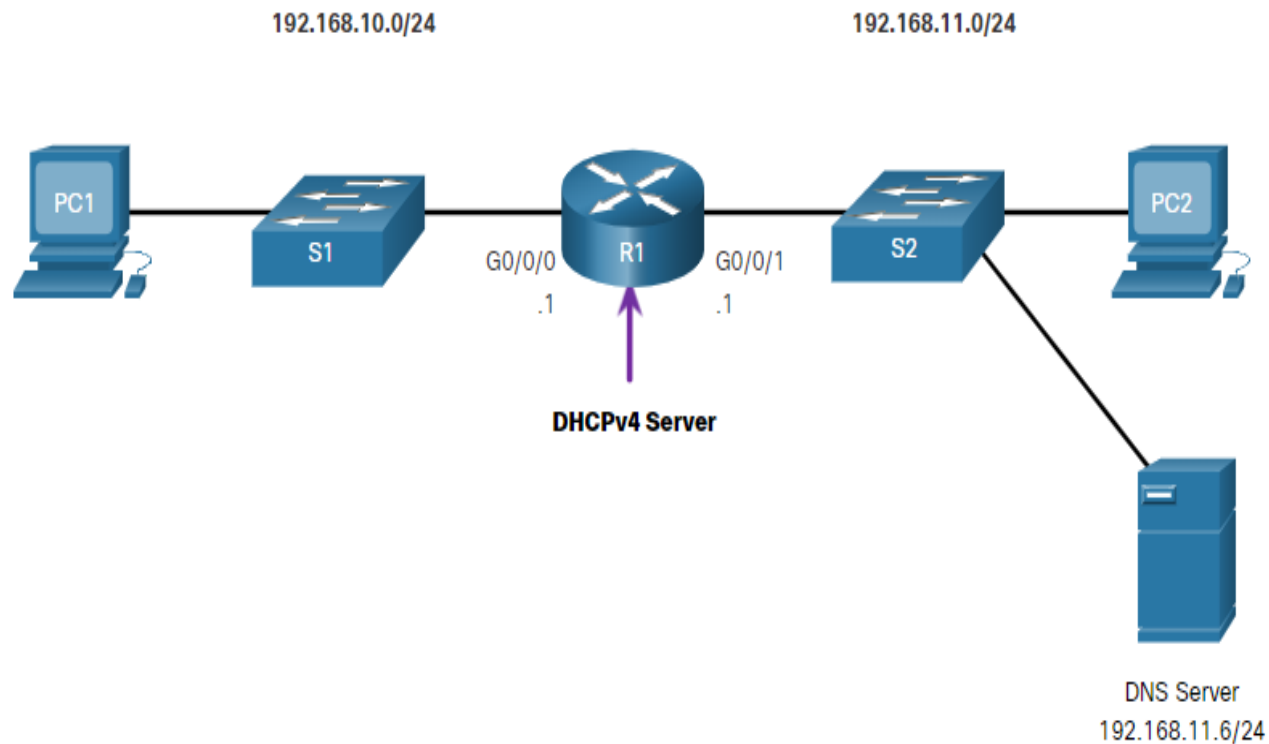 192.168.10.0/24
192.168.11.0/24
PC1
S1
G0/0/0
.1
R1
G0/0/1
.1
S2
PC2
DHCPv4 Server
DNS Server
192.168.11.6/24